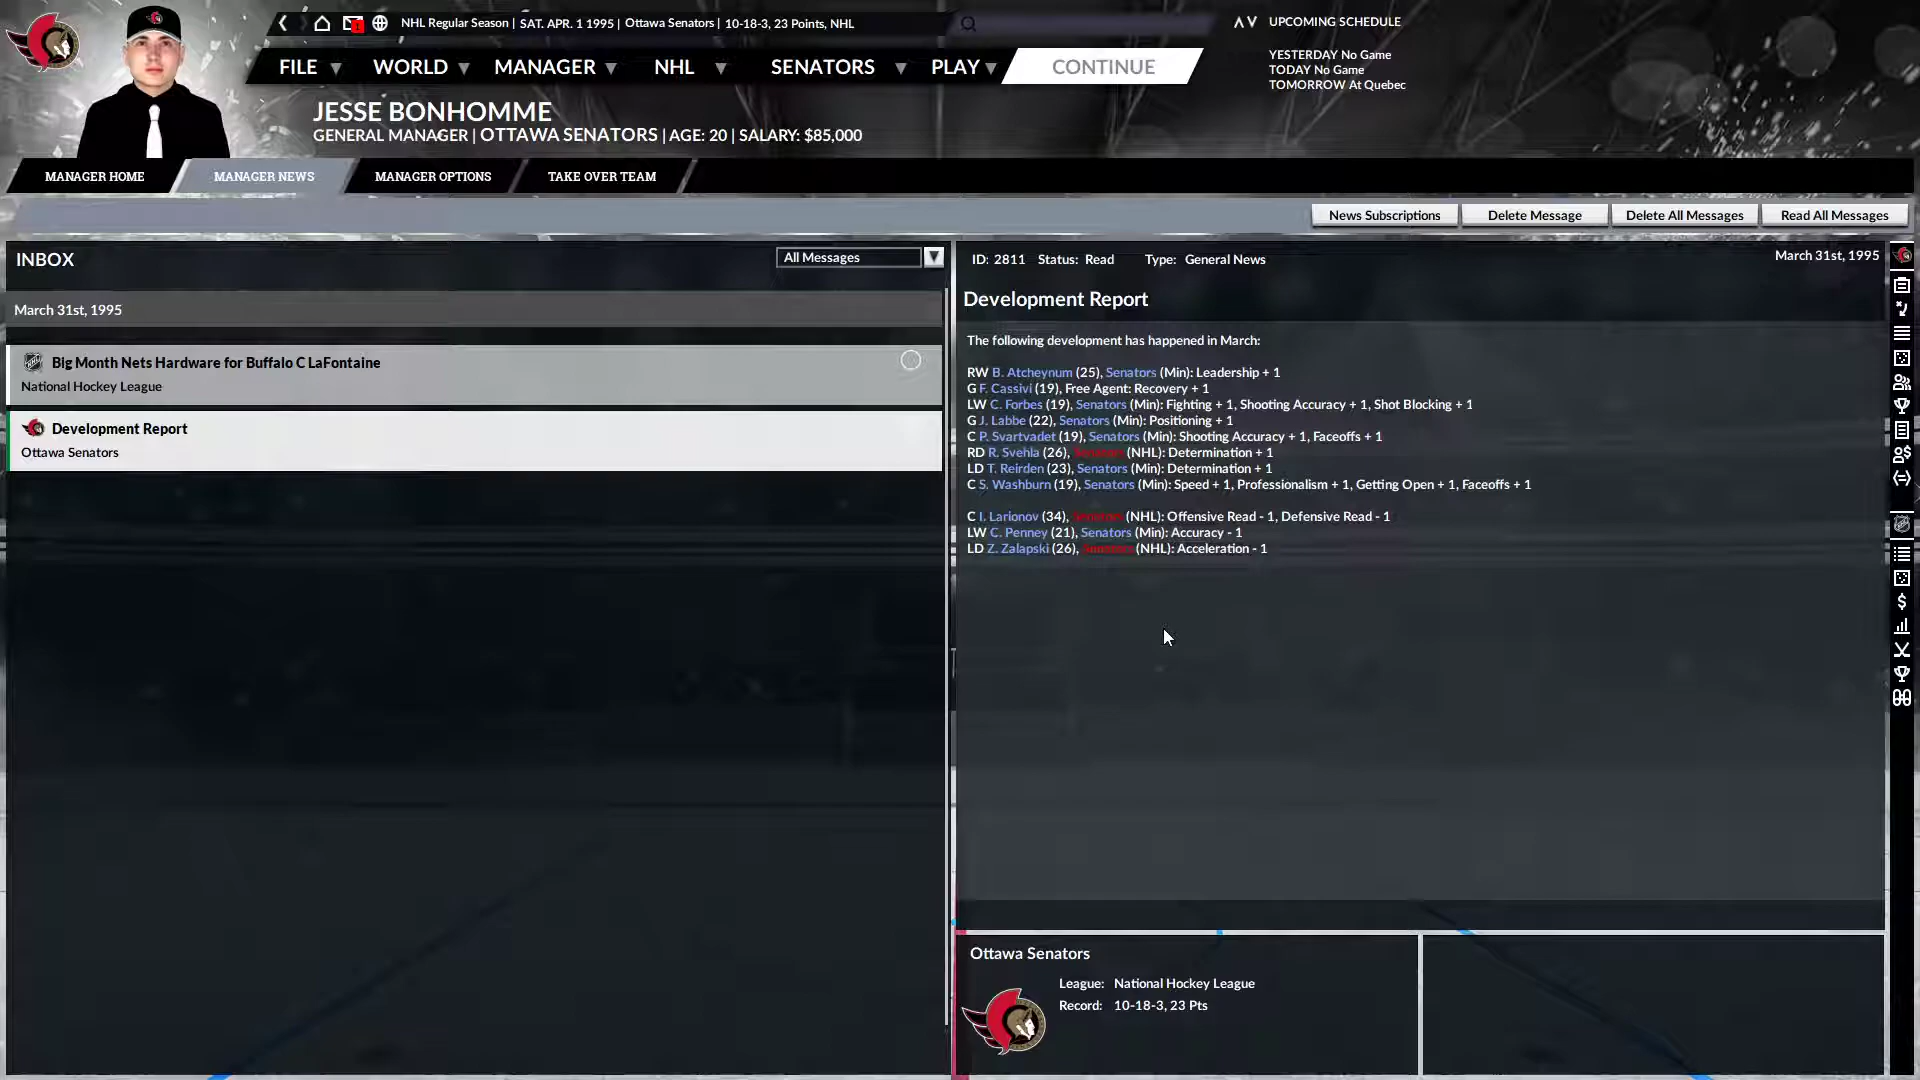 NHL Regular Season | SAT. APR. 1 1995 | Ottawa Senators | 10-18-3, 23 Points, NHL
UPCOMING SCHEDULE
YESTERDAY No Game
TODAY No Game
TOMORROW At Quebec
FILE
WORLD
MANAGER
NHL
SENATORS
PLAY
CONTINUE
JESSE BONHOMME
GENERAL MANAGER | OTTAWA SENATORS | AGE: 20 | SALARY: $85,000
MANAGER HOME
MANAGER NEWS
MANAGER OPTIONS
TAKE OVER TEAM
News Subscriptions
Delete Message
Delete All Messages
Read All Messages
INBOX
All Messages
March 31st, 1995
Big Month Nets Hardware for Buffalo C LaFontaine
National Hockey League
Development Report
Ottawa Senators
ID: 2811 Status: Read Type: General News
March 31st, 1995
Development Report
The following development has happened in March:
RW B. Atcheynum (25), Senators (Min): Leadership + 1
G F. Cassivi (19), Free Agent: Recovery + 1
LW C. Forbes (19), Senators (Min): Fighting + 1, Shooting Accuracy + 1, Shot Blocking + 1
G J. Labbe (22), Senators (Min): Positioning + 1
C P. Svartvadet (19), Senators (Min): Shooting Accuracy + 1, Faceoffs + 1
RD R. Svehla (26), Senators (NHL): Determination + 1
LD T. Reirden (23), Senators (Min): Determination + 1
C S. Washburn (19), Senators (Min): Speed + 1, Professionalism + 1, Getting Open + 1, Faceoffs + 1
C I. Larionov (34), Senators (NHL): Offensive Read - 1, Defensive Read - 1
LW C. Penney (21), Senators (Min): Accuracy - 1
LD Z. Zalapski (26), Senators (NHL): Acceleration - 1
Ottawa Senators
League: National Hockey League
Record: 10-18-3, 23 Pts